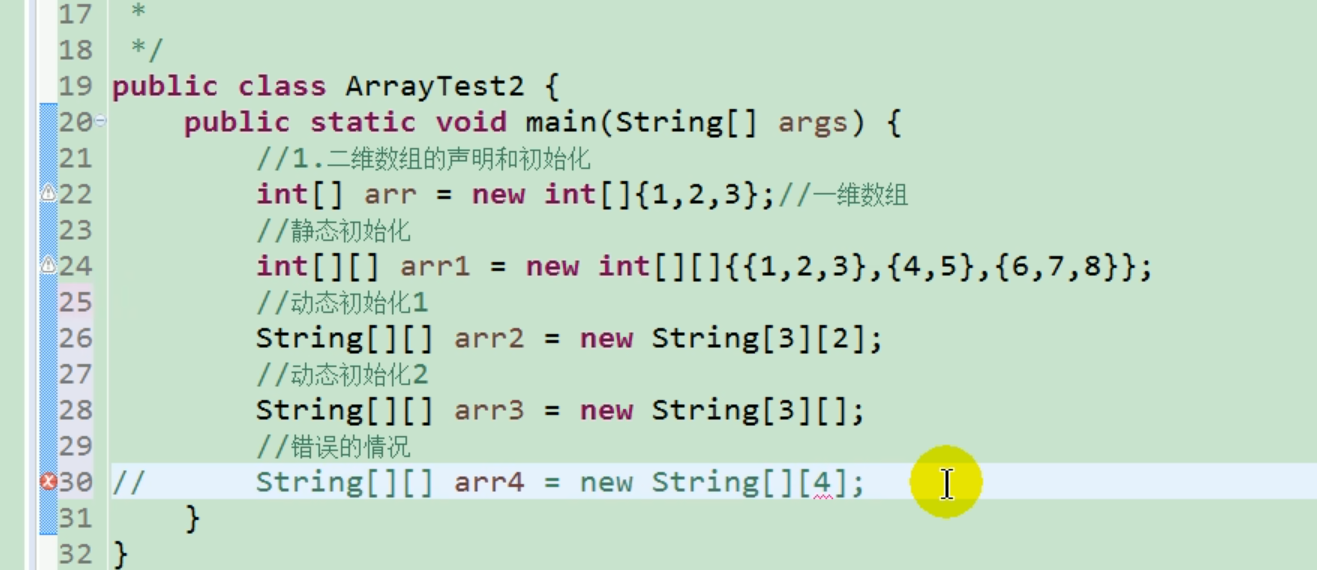 17 *
18 */
19 public class ArrayTest2 {
20 public static void main(String[] args) {
21 //1.二维数组的声明和初始化
22 int[] arr = new int[]{1,2,3};//一维数组
23 //静态初始化
24 int[][] arr1 = new int[][]{{1,2,3},{4,5},{6,7,8}};
25 //动态初始化1
26 String[][] arr2 = new String[3][2];
27 //动态初始化2
28 String[][] arr3 = new String[3][];
29 //错误的情况
30 // String[][] arr4 = new String[][4];
31 }
32 }